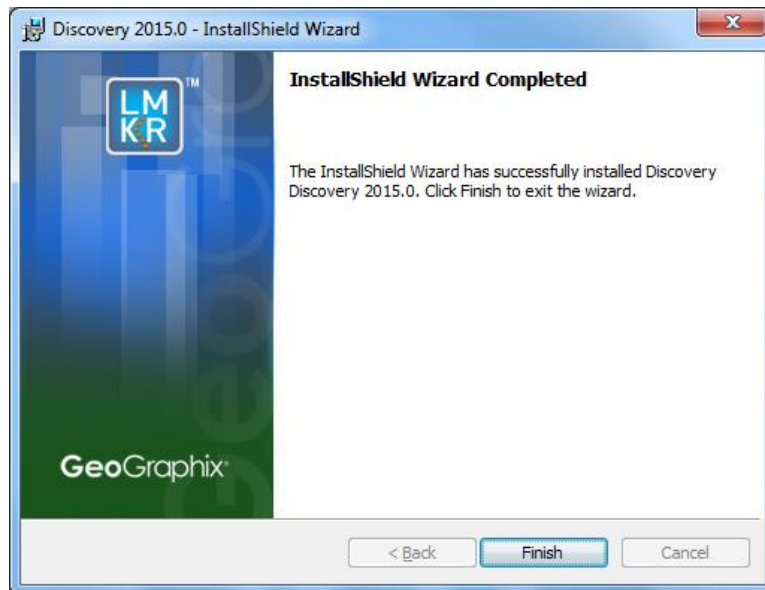 Discovery 2015.0 - InstallShield Wizard
LM
KR
TM
InstallShield Wizard Completed
The InstallShield Wizard has successfully installed Discovery
Discovery 2015.0. Click Finish to exit the wizard.
GeoGraphix
GeoGraphix
< Back
Finish
Cancel